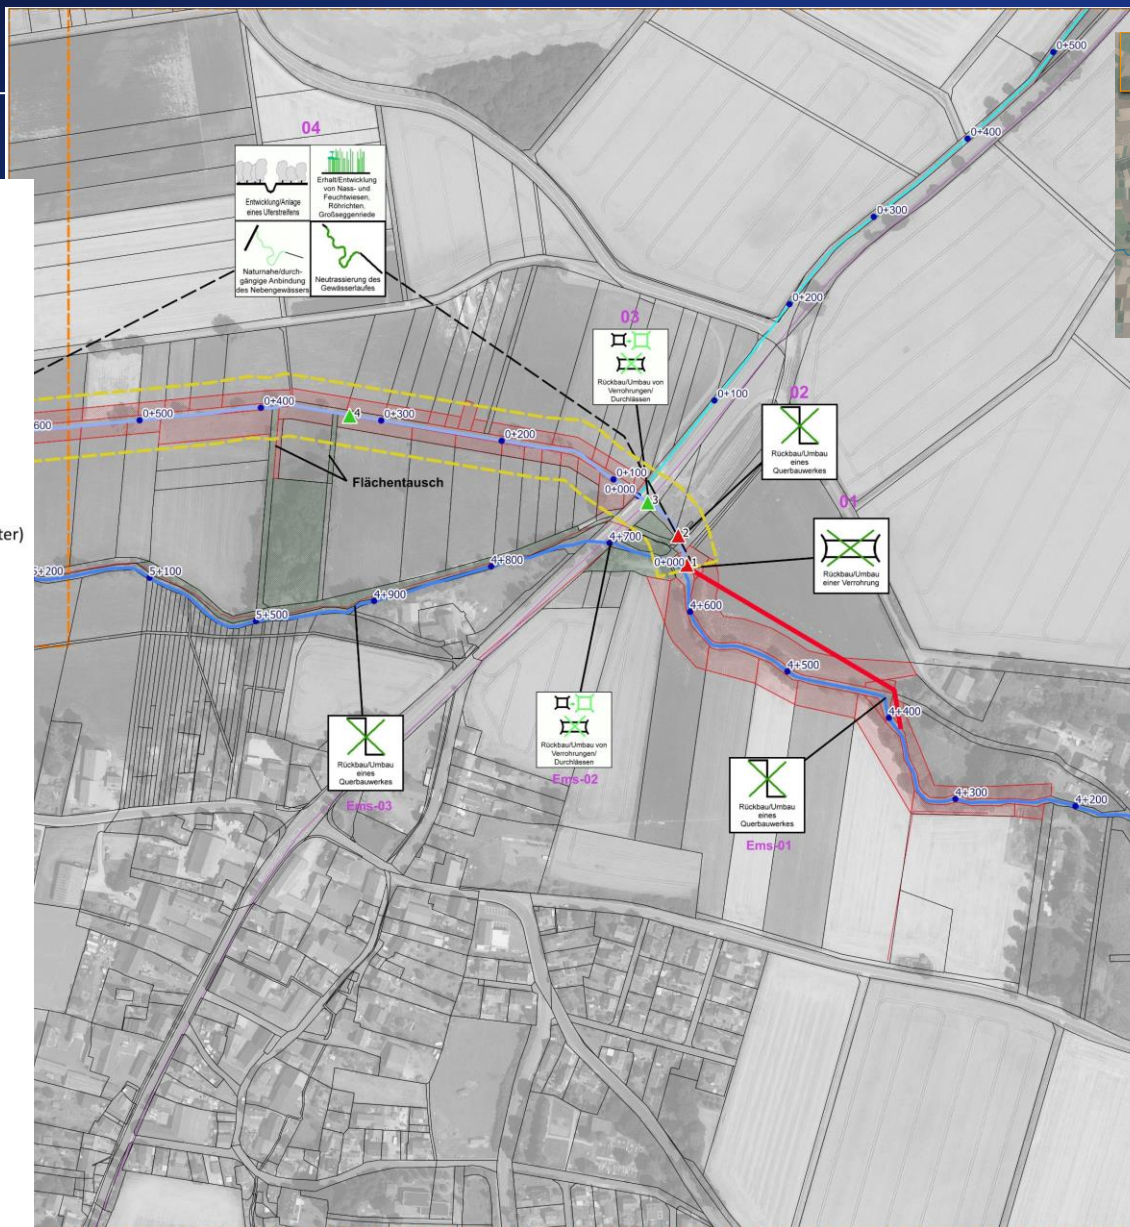 0+500
04
0+400
Entwicklung/Anlage
eines Uferstreifens
Erhalt/Entwicklung
von Nass- und
Feuchtwiesen,
Röhrichten,
Großseggenriede
0+300
Naturnahe/durch-
gängige Anbindung
des Nebengewässers
Neutrassierung des
Gewässerlaufes
0+200
03
Rückbau/Umbau von
Verrohrungen/
Durchlässen
0+100
02
Rückbau/Umbau
eines
Querbauwerkes
600
0+500
0+400
4
0+300
0+200
0+100
0+000
3
Flächentausch
01
Rückbau/Umbau
einer Verrohrung
ter)
2
4+700
0+000
1
5+200
5+100
4+800
5+500
4+900
4+600
4+500
4+400
Rückbau/Umbau
eines
Querbauwerkes
Ems-03
Rückbau/Umbau von
Verrohrungen/
Durchlässen
Ems-02
Rückbau/Umbau
eines
Querbauwerkes
Ems-01
4+300
4+200